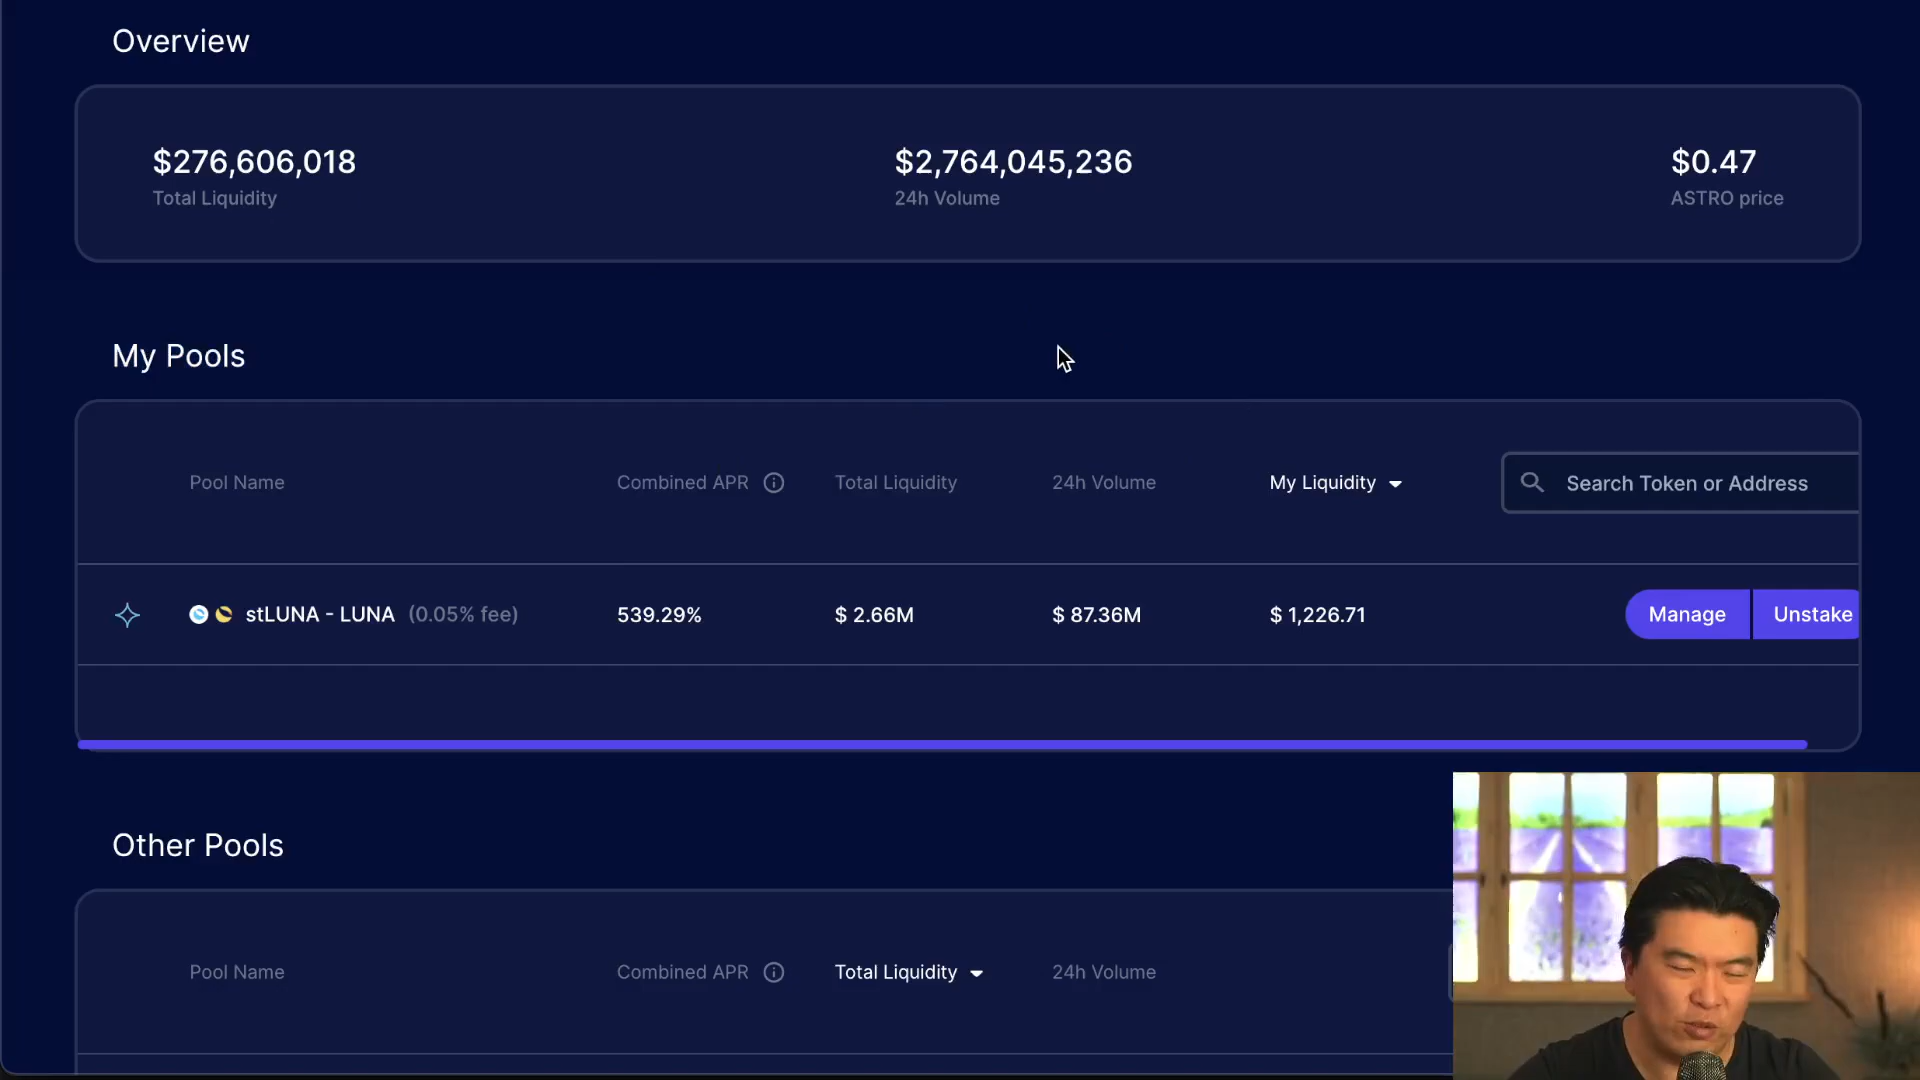 Overview
$276,606,018
Total Liquidity
$2,764,045,236
24h Volume
$0.47
ASTRO price
My Pools
Pool Name Combined APR Total Liquidity 24h Volume My Liquidity Search Token or Address
stLUNA - LUNA (0.05% fee) 539.29% $ 2.66M $ 87.36M $ 1,226.71 Manage Unstake
Other Pools
Pool Name Combined APR Total Liquidity 24h Volume